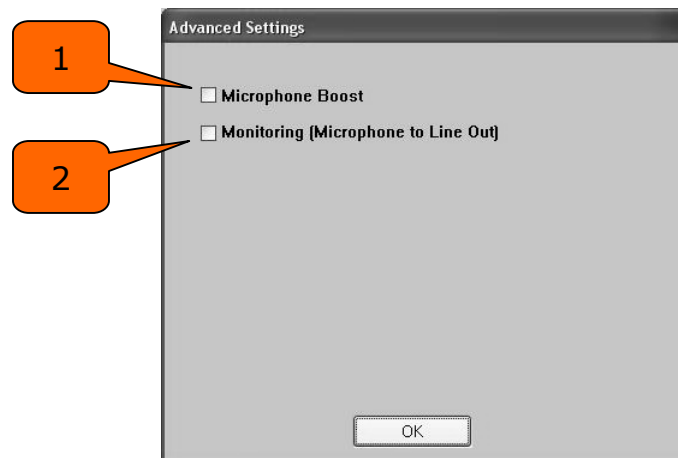 Advanced Settings
1
Microphone Boost
Monitoring (Microphone to Line Out)
2
OK